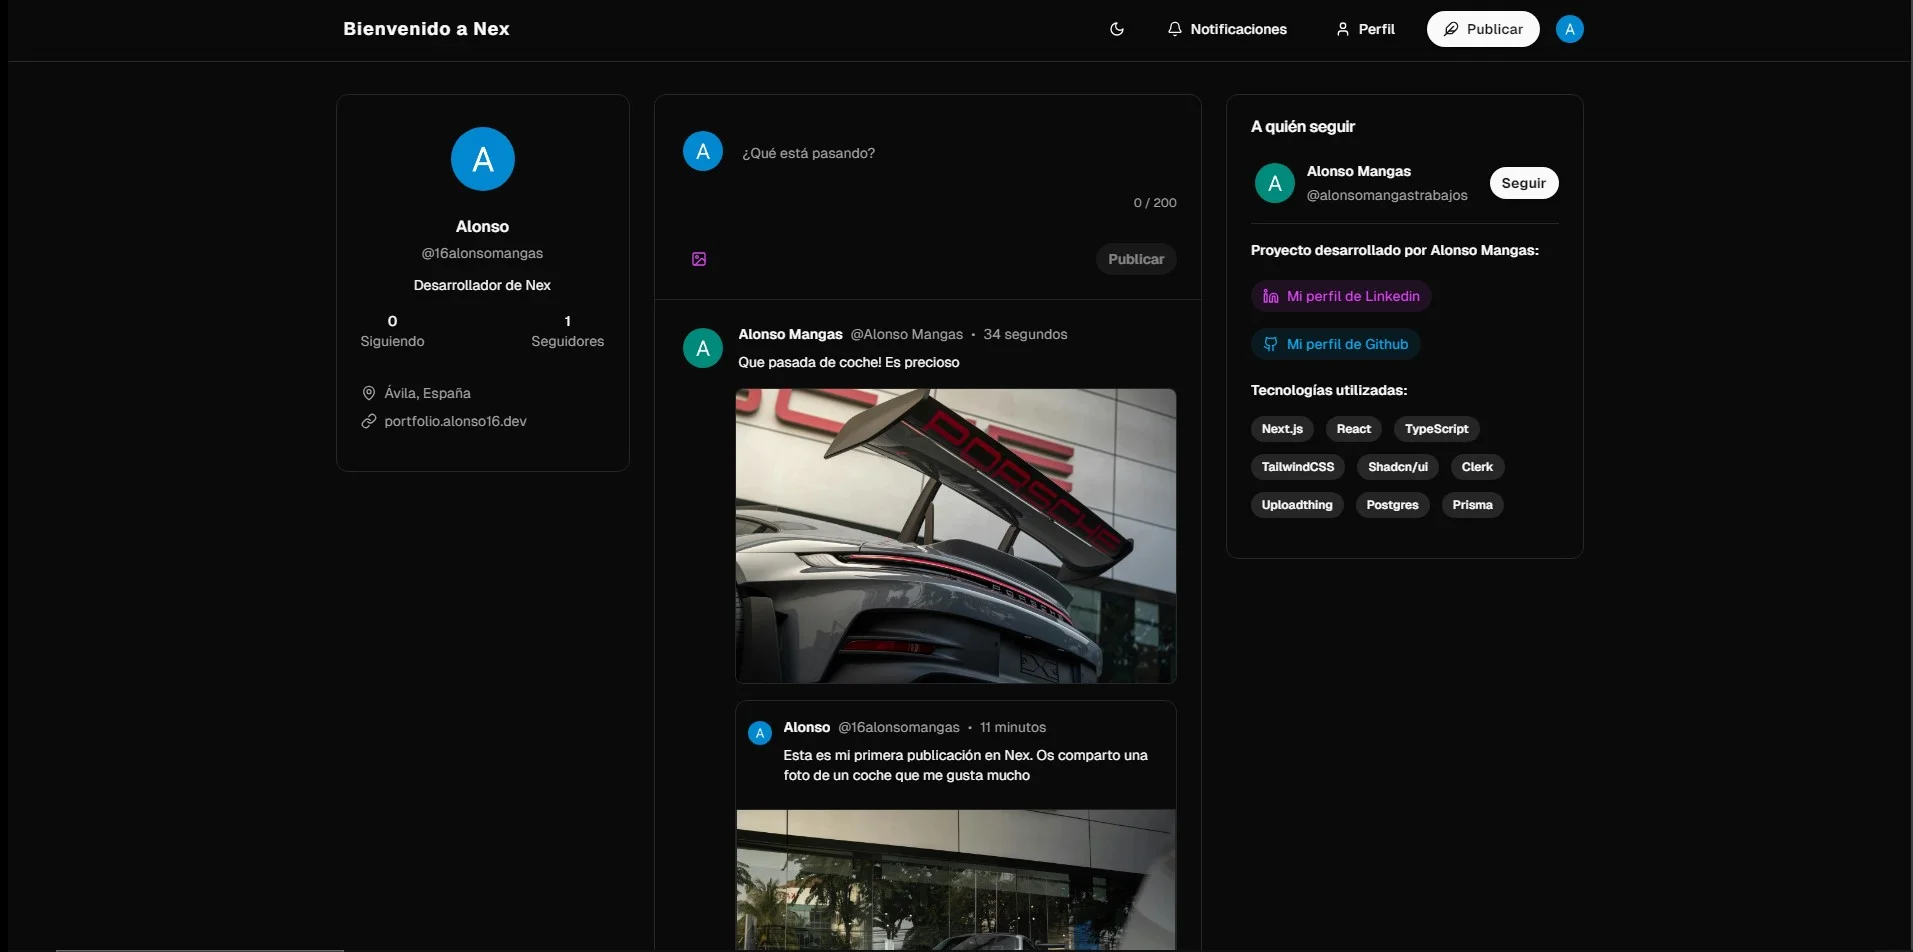 Bienvenido a Nex
Notificaciones
Perfil
Publicar
A
A
Alonso
@16alonsomangas
Desarrollador de Nex
0
Siguiendo
1
Seguidores
Ávila, España
portfolio.alonso16.dev
A
¿Qué está pasando?
0 / 200
Publicar
A
Alonso Mangas @Alonso Mangas • 34 segundos
Que pasada de coche! Es precioso
PORSCHE
PORSCHE
A
Alonso @16alonsomangas • 11 minutos
Esta es mi primera publicación en Nex. Os comparto una
foto de un coche que me gusta mucho
A quién seguir
A
Alonso Mangas
@alonsomangastrabajos
Seguir
Proyecto desarrollado por Alonso Mangas:
Mi perfil de Linkedin
Mi perfil de Github
Tecnologías utilizadas:
Next.js React TypeScript
TailwindCSS Shadcn/ui Clerk
Uploadthing Postgres Prisma